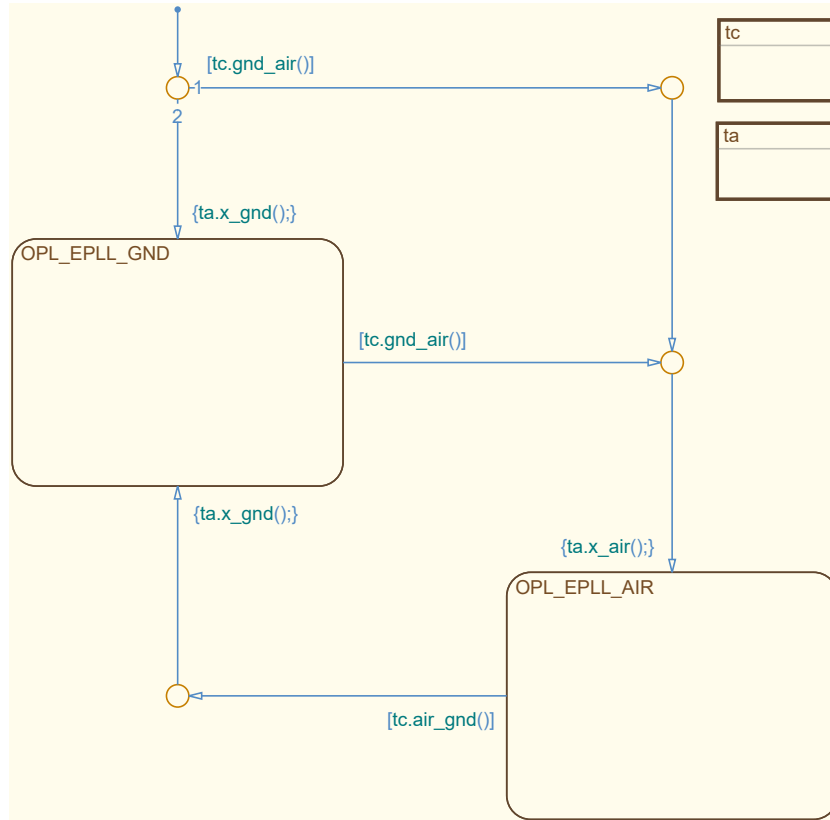 tc
[tc.gnd_air()]
1
2
ta
{ta.x_gnd();}
OPL_EPLL_GND
[tc.gnd_air()]
{ta.x_gnd();}
{ta.x_air();}
OPL_EPLL_AIR
[tc.air_gnd()]